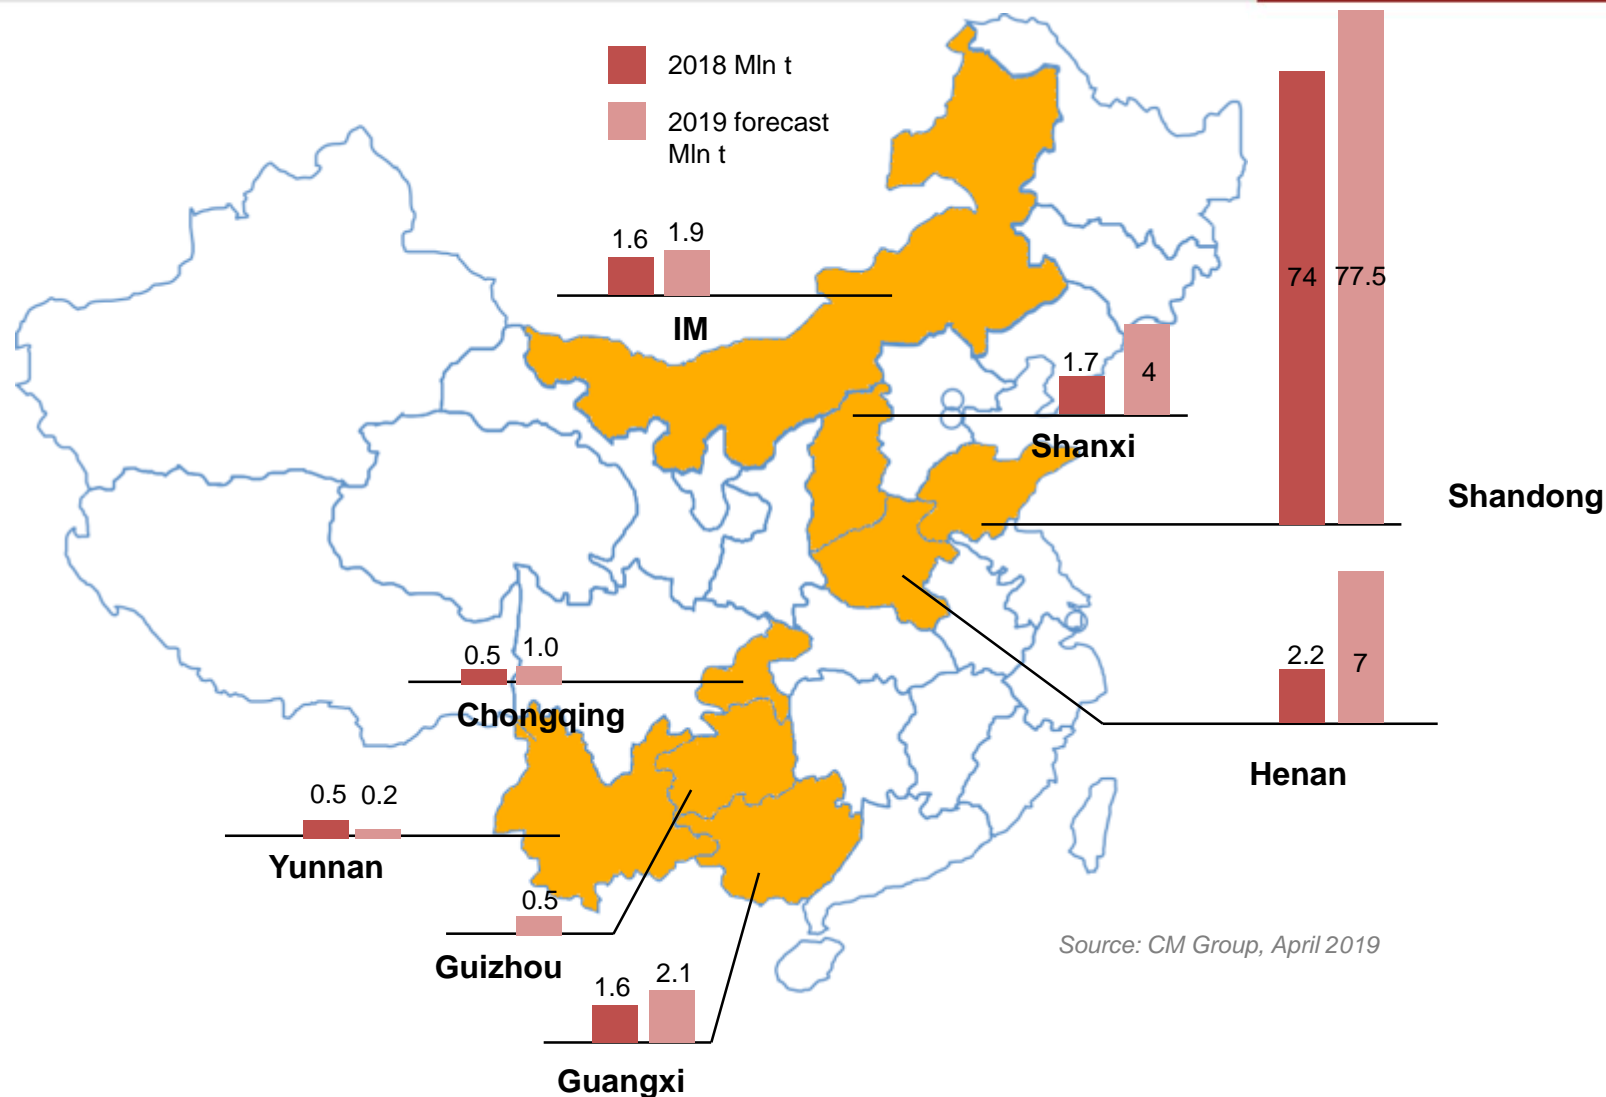 2018 Mln t
2019 forecast
Mln t
1.6 1.9
IM
74 77.5
Shandong
1.7 4
Shanxi
2.2 7
Henan
0.5 1.0
Chongqing
0.5 0.2
Yunnan
0.5
Guizhou
1.6 2.1
Guangxi
Source: CM Group, April 2019